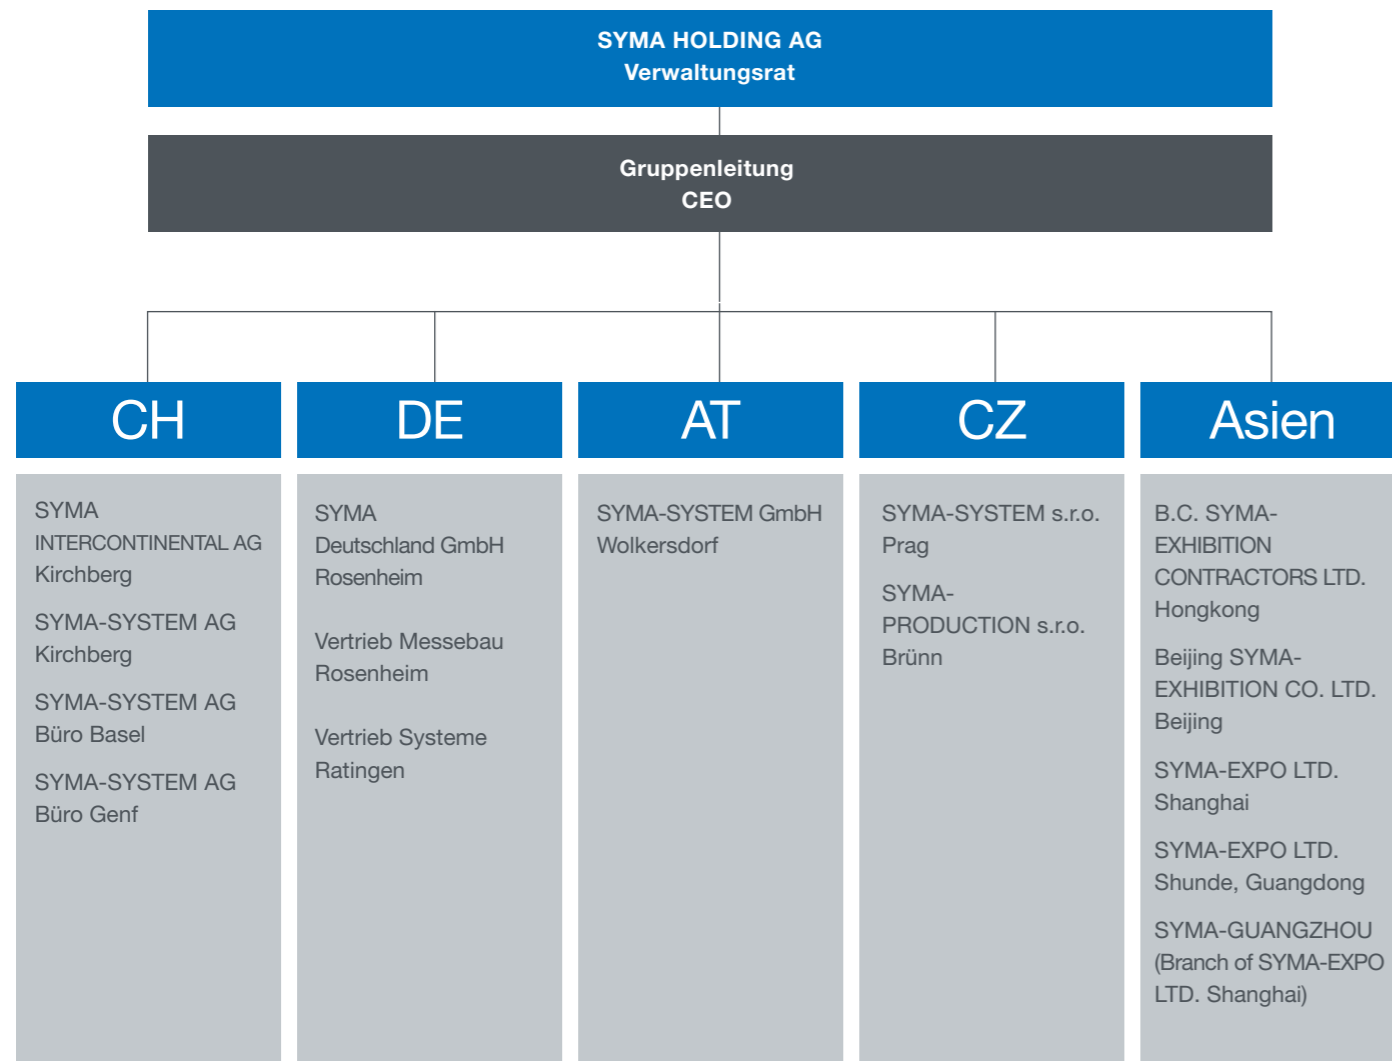 SYMA HOLDING AG
Verwaltungsrat
Gruppenleitung
CEO
CH
SYMA
INTERCONTINENTAL AG
Kirchberg
SYMA-SYSTEM AG
Kirchberg
SYMA-SYSTEM AG
Büro Basel
SYMA-SYSTEM AG
Büro Genf
DE
SYMA
Deutschland GmbH
Rosenheim
Vertrieb Messebau
Rosenheim
Vertrieb Systeme
Ratingen
AT
SYMA-SYSTEM GmbH
Wolkersdorf
CZ
SYMA-SYSTEM s.r.o.
Prag
SYMA-
PRODUCTION s.r.o.
Brünn
Asien
B.C. SYMA-
EXHIBITION
CONTRACTORS LTD.
Hongkong
Beijing SYMA-
EXHIBITION CO. LTD.
Beijing
SYMA-EXPO LTD.
Shanghai
SYMA-EXPO LTD.
Shunde, Guangdong
SYMA-GUANGZHOU
(Branch of SYMA-EXPO
LTD. Shanghai)